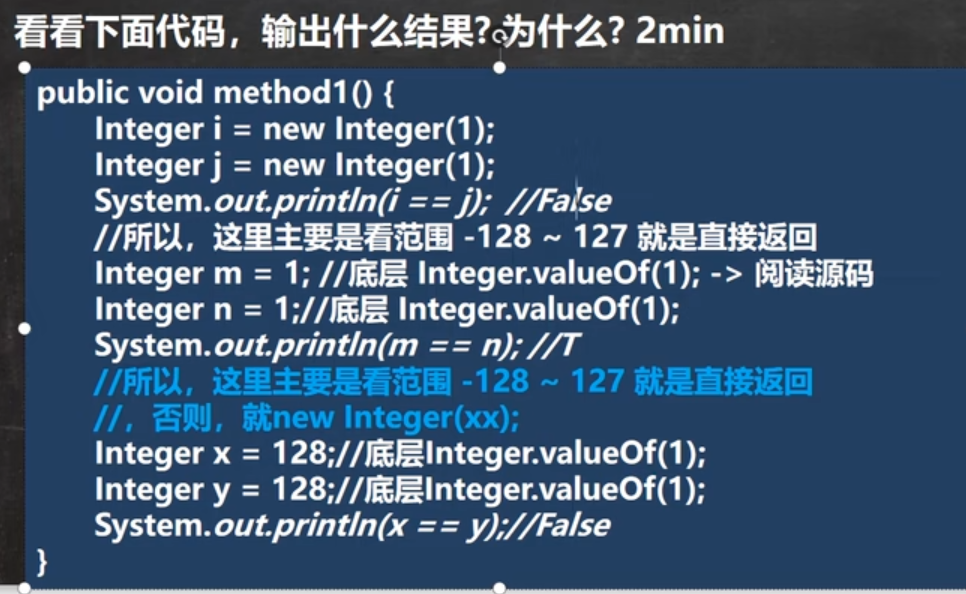 看看下面代码，输出什么结果? 为什么? 2min
public void method1() {
Integer i = new Integer(1);
Integer j = new Integer(1);
System.out.println(i == j); //False
//所以，这里主要是看范围 -128 ~ 127 就是直接返回
Integer m = 1; //底层 Integer.valueOf(1); -> 阅读源码
Integer n = 1;//底层 Integer.valueOf(1);
System.out.println(m == n); //T
//所以，这里主要是看范围 -128 ~ 127 就是直接返回
//，否则，就new Integer(xx);
Integer x = 128;//底层Integer.valueOf(1);
Integer y = 128;//底层Integer.valueOf(1);
System.out.println(x == y);//False
}